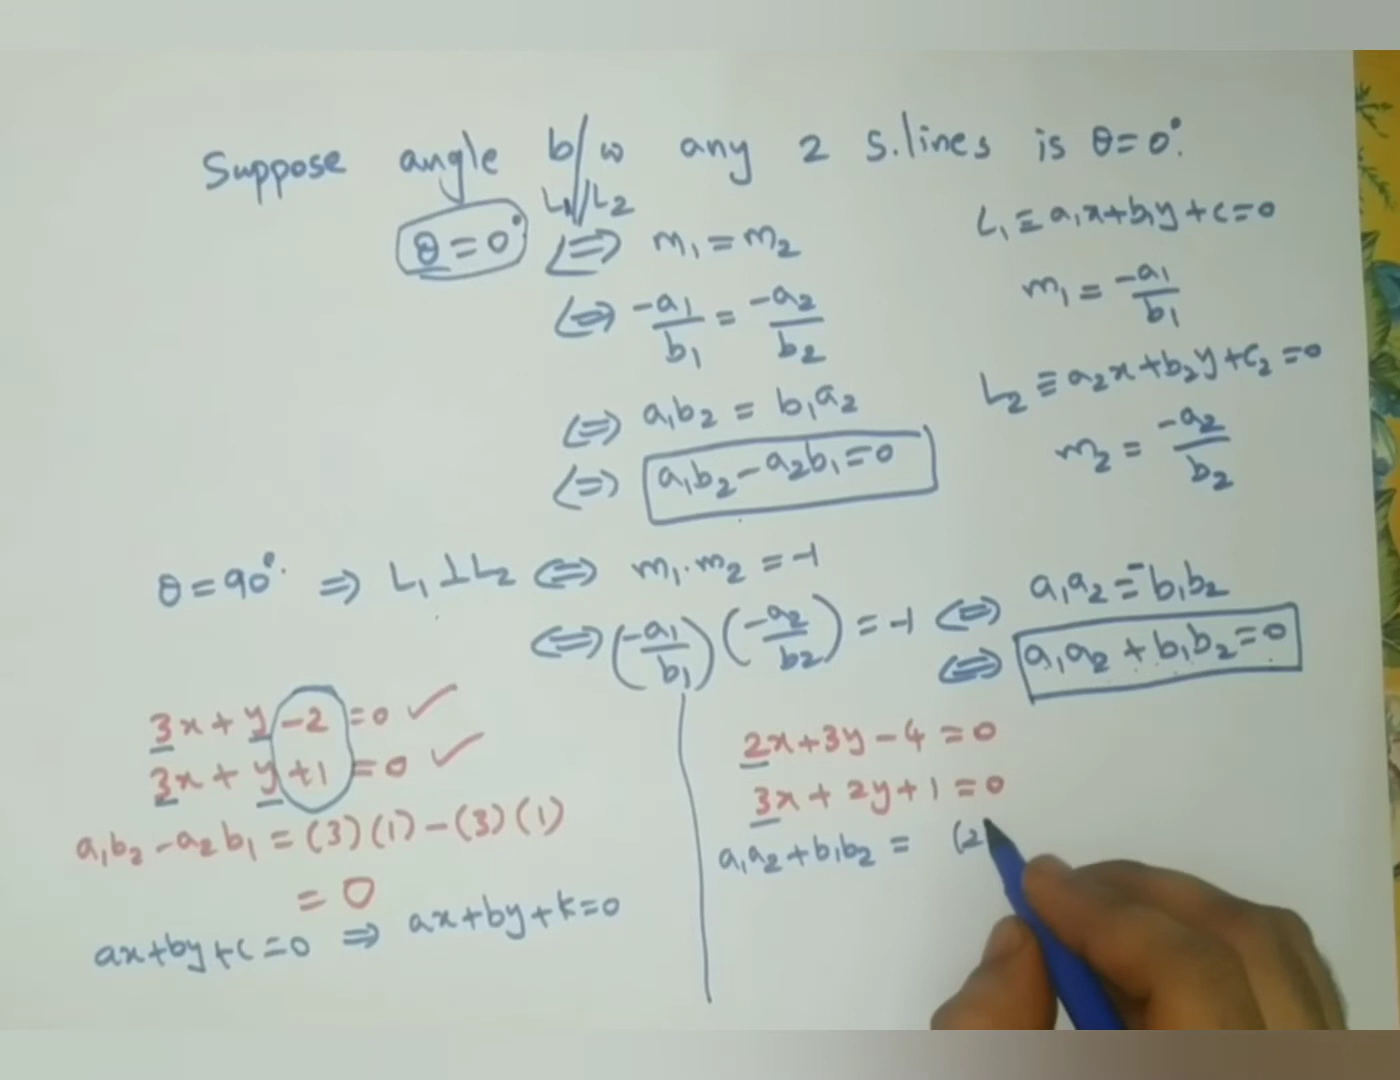 Suppose angle b/w any 2 s.lines is θ=0°.
L1//L2
θ=0° <=> m1=m2
<=> -a1/b1 = -a2/b2
<=> a1b2 = b1a2
<=> a1b2-a2b1=0
L1≡a1x+b1y+c=0
m1=-a1/b1
L2≡a2x+b2y+c2=0
m2=-a2/b2
θ=90°. => L1⊥L2 <=> m1.m2=-1
<=> (-a1/b1)(-a2/b2)=-1 <=> a1a2=-b1b2
<=> a1a2+b1b2=0
3x+y-2=0 ✓
3x+y+1=0 ✓
a1b2-a2b1=(3)(1)-(3)(1)
=0
ax+by+c=0 => ax+by+k=0
2x+3y-4=0
3x+2y+1=0
a1a2+b1b2= (2